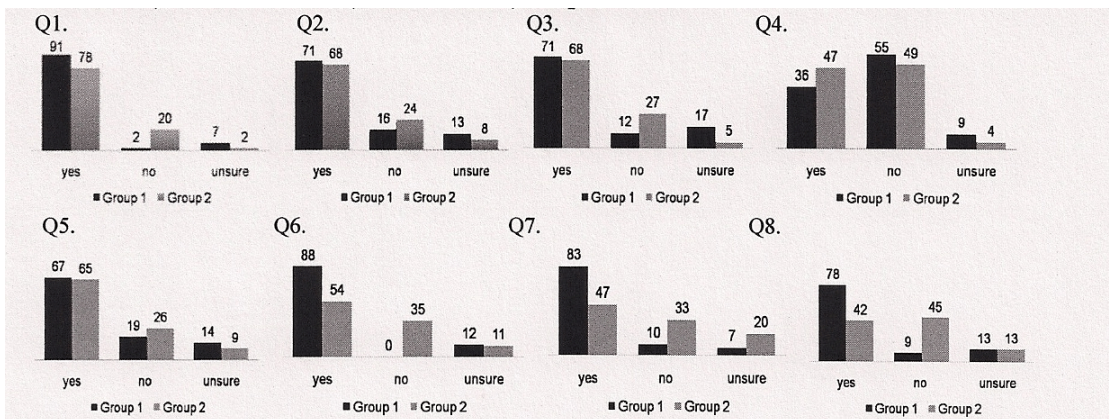 Q1.
91
78
2
20
7
2
yes no unsure
Group 1 Group 2
Q2.
71
68
16
24
13
8
yes no unsure
Group 1 Group 2
Q3.
71
68
12
27
17
5
yes no unsure
Group 1 Group 2
Q4.
36
47
55
49
9
4
yes no unsure
Group 1 Group 2
Q5.
67
65
19
26
14
9
yes no unsure
Group 1 Group 2
Q6.
88
54
0
35
12
11
yes no unsure
Group 1 Group 2
Q7.
83
47
10
33
7
20
yes no unsure
Group 1 Group 2
Q8.
78
42
9
45
13
13
yes no unsure
Group 1 Group 2